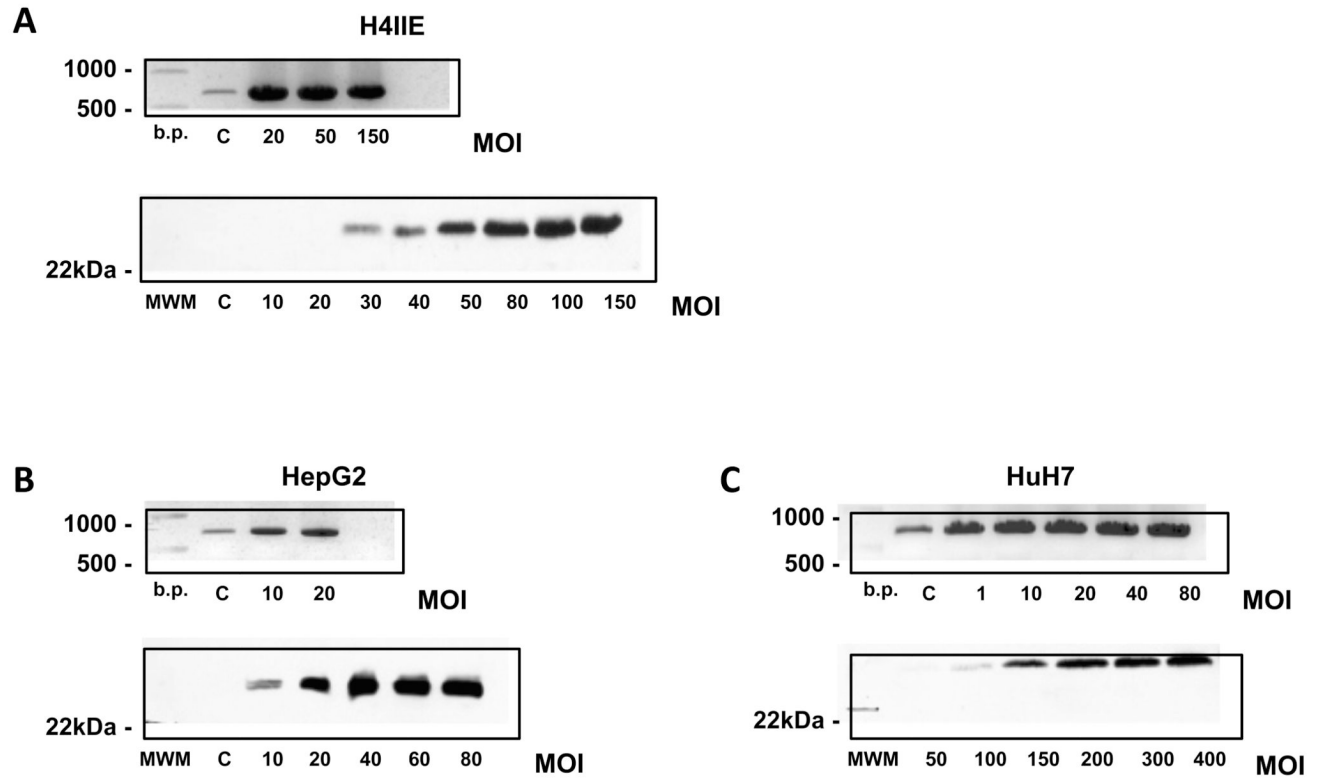 A
H4IIE
1000 -
500 -
b.p. C 20 50 150 MOI
22kDa -
MWM C 10 20 30 40 50 80 100 150 MOI
B
HepG2
1000 -
500 -
b.p. C 10 20 MOI
22kDa -
MWM C 10 20 40 60 80 MOI
C
HuH7
1000 -
500 -
b.p. C 1 10 20 40 80 MOI
22kDa -
MWM 50 100 150 200 300 400 MOI